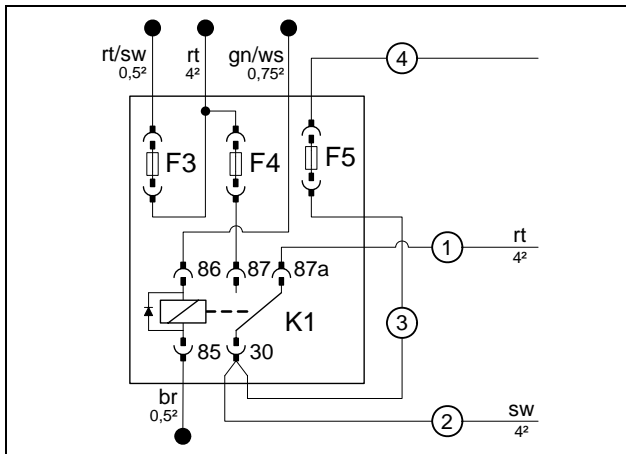 rt/sw
0,5²
rt
4²
gn/ws
0,75²
4
F3
F4
F5
1
rt
4²
86
87
87a
K1
3
85
30
br
0,5²
2
sw
4²